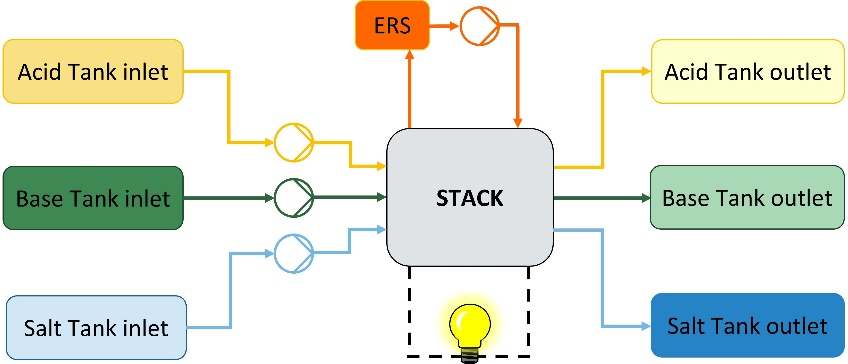 ERS
Acid Tank inlet
Acid Tank outlet
Base Tank inlet
STACK
Base Tank outlet
Salt Tank inlet
Salt Tank outlet